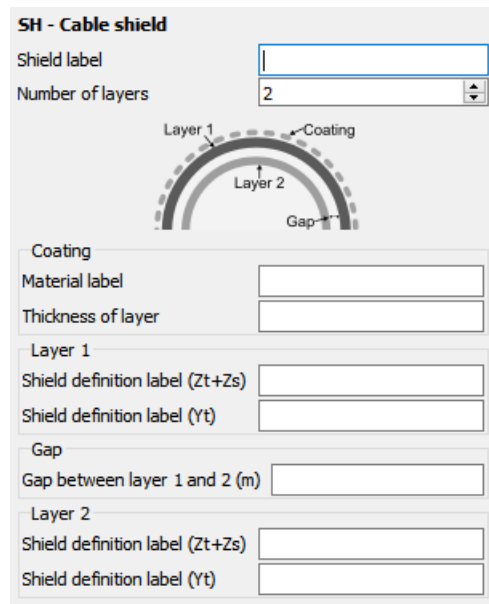 SH - Cable shield
Shield label
Number of layers 2
Layer 1 Coating
Layer 2
Gap
Coating
Material label
Thickness of layer
Layer 1
Shield definition label (Zt+Zs)
Shield definition label (Yt)
Gap
Gap between layer 1 and 2 (m)
Layer 2
Shield definition label (Zt+Zs)
Shield definition label (Yt)